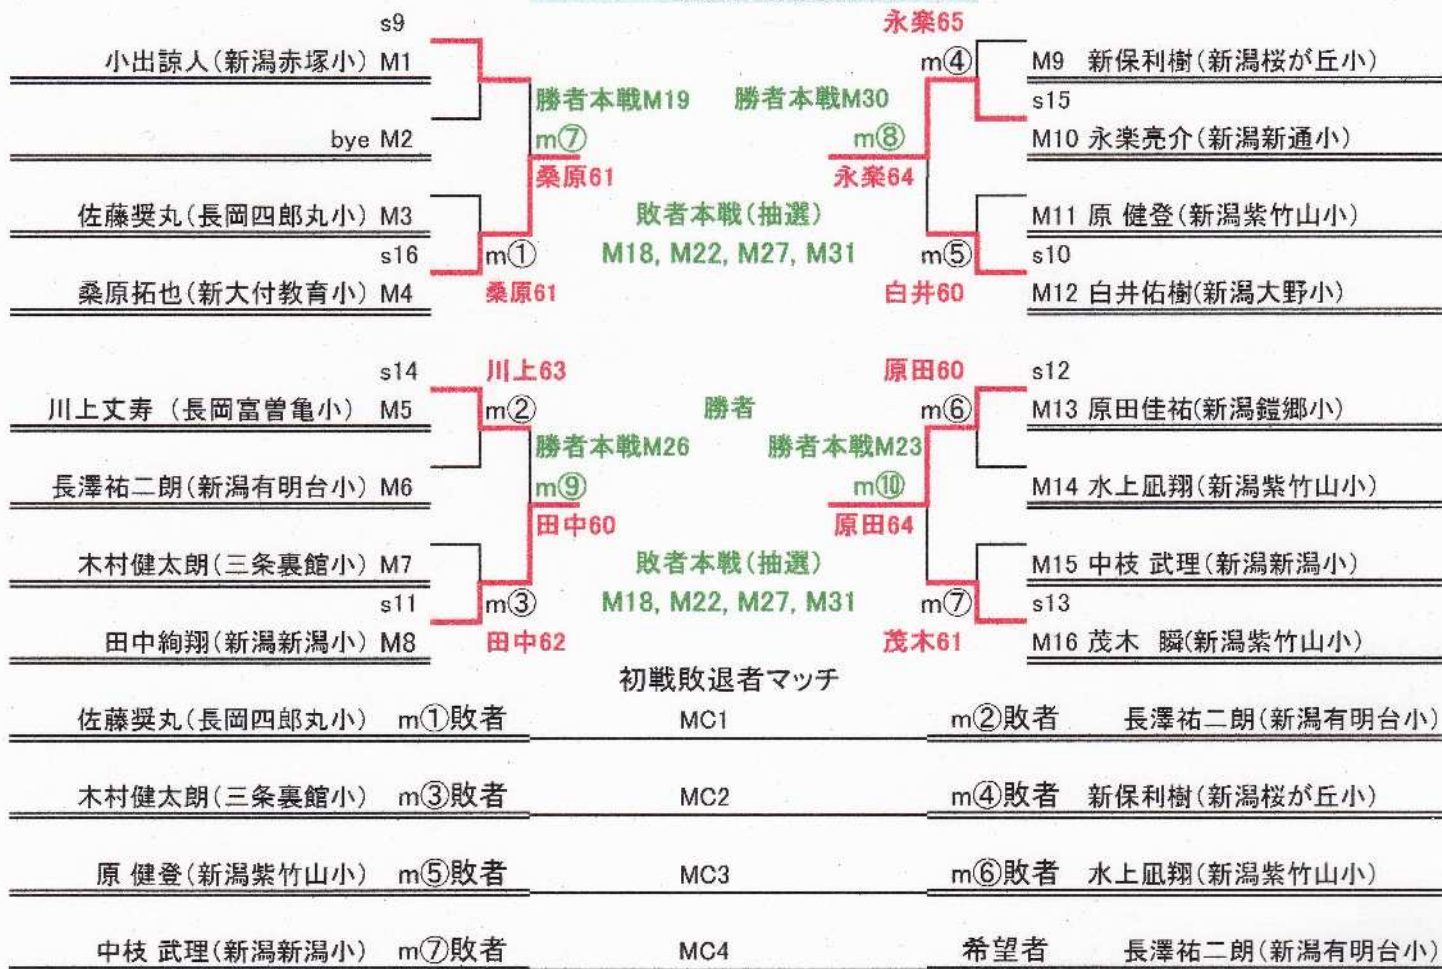 s9 永楽65
小出諒人(新潟赤塚小) M1 m④ M9 新保利樹(新潟桜が丘小)
勝者本戦M19 勝者本戦M30 s15
bye M2 m⑦ m⑧ M10 永楽亮介(新潟新通小)
桑原61 永楽64
佐藤奨丸(長岡四郎丸小) M3 敗者本戦(抽選) M11 原 健登(新潟紫竹山小)
s16 m① M18, M22, M27, M31 m⑤ s10
桑原拓也(新大付教育小) M4 桑原61 白井60 M12 白井佑樹(新潟大野小)
s14 川上63 原田60 s12
川上丈寿 (長岡富曽亀小) M5 m② 勝者 m⑥ M13 原田佳祐(新潟鎧郷小)
勝者本戦M26 勝者本戦M23
長澤祐二朗(新潟有明台小) M6 m⑨ m⑩ M14 水上凪翔(新潟紫竹山小)
田中60 原田64
木村健太朗(三条裏館小) M7 敗者本戦(抽選) M15 中枝 武理(新潟新潟小)
s11 m③ M18, M22, M27, M31 m⑦ s13
田中絢翔(新潟新潟小) M8 田中62 茂木61 M16 茂木 瞬(新潟紫竹山小)
初戦敗退者マッチ
佐藤奨丸(長岡四郎丸小) m①敗者 MC1 m②敗者 長澤祐二朗(新潟有明台小)
木村健太朗(三条裏館小) m③敗者 MC2 m④敗者 新保利樹(新潟桜が丘小)
原 健登(新潟紫竹山小) m⑤敗者 MC3 m⑥敗者 水上凪翔(新潟紫竹山小)
中枝 武理(新潟新潟小) m⑦敗者 MC4 希望者 長澤祐二朗(新潟有明台小)